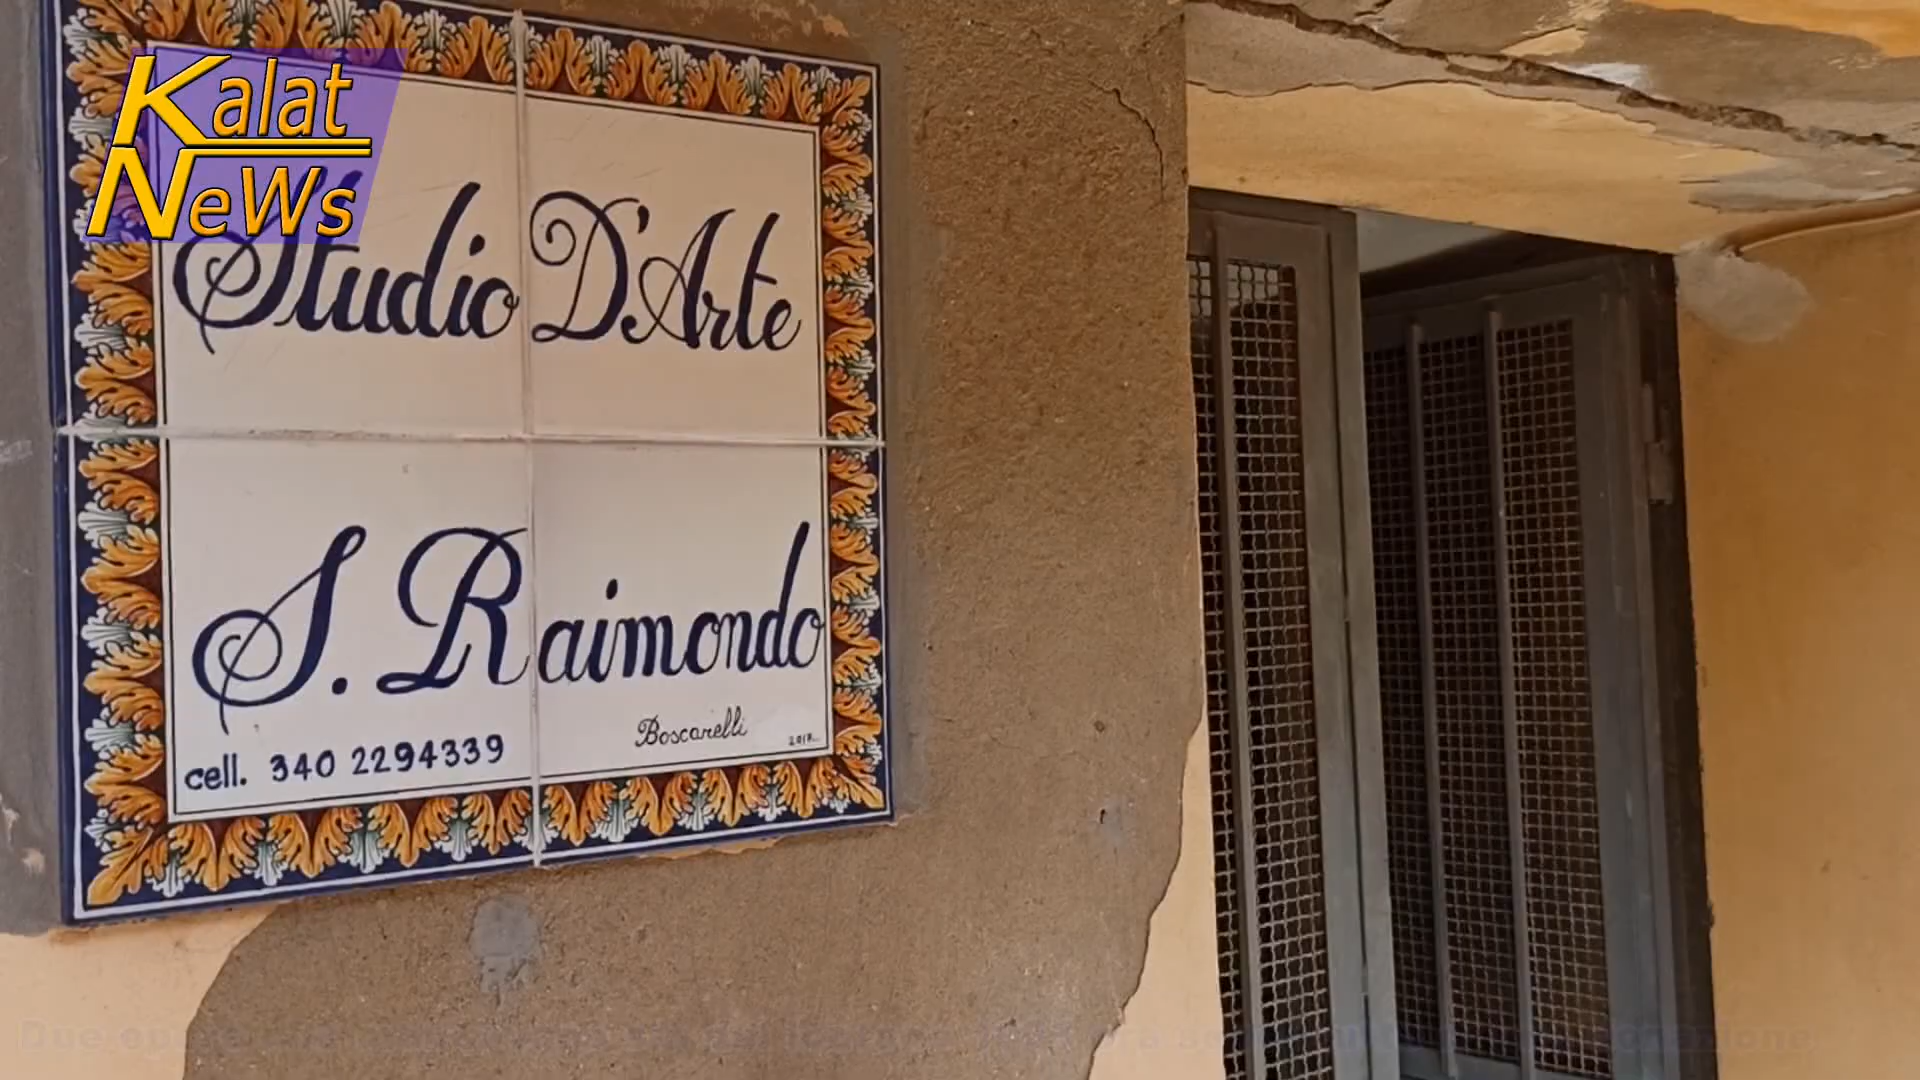 Kalat
NeWs
Studio D'Arte
S. Raimondo
Boscarelli
cell. 340 2294339